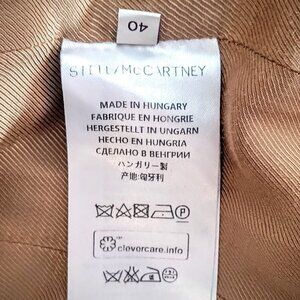 40
STELLA McCARTNEY
MADE IN HUNGARY
FABRIQUE EN HONGRIE
HERGESTELLT IN UNGARN
HECHO EN HUNGRIA
СДЕЛАНО В ВЕНГРИИ
ハンガリー製
产地:匈牙利
P
clevercare.info